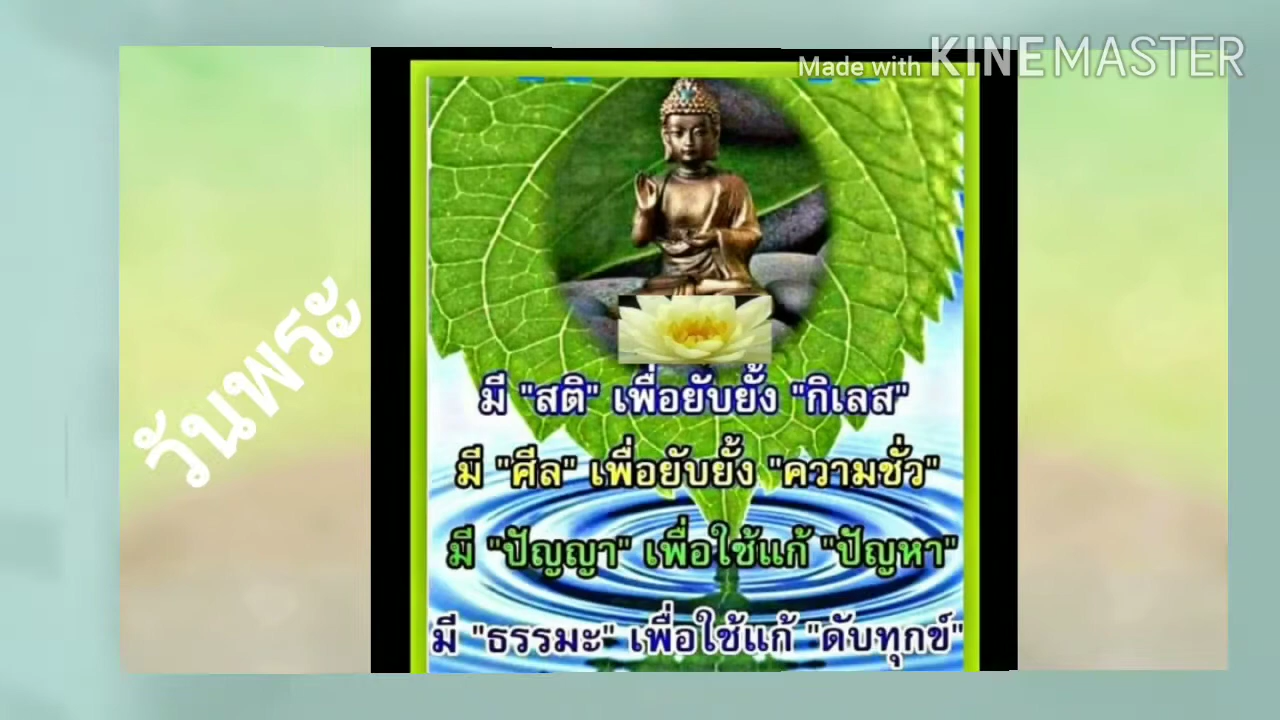 Made with KINEMASTER
วันพระ
มี "สติ" เพื่อยับยั้ง "กิเลส"
มี "ศีล" เพื่อยับยั้ง "ความชั่ว"
มี "ปัญญา" เพื่อใช้แก้ "ปัญหา"
มี "ธรรมะ" เพื่อใช้แก้ "ดับทุกข์"